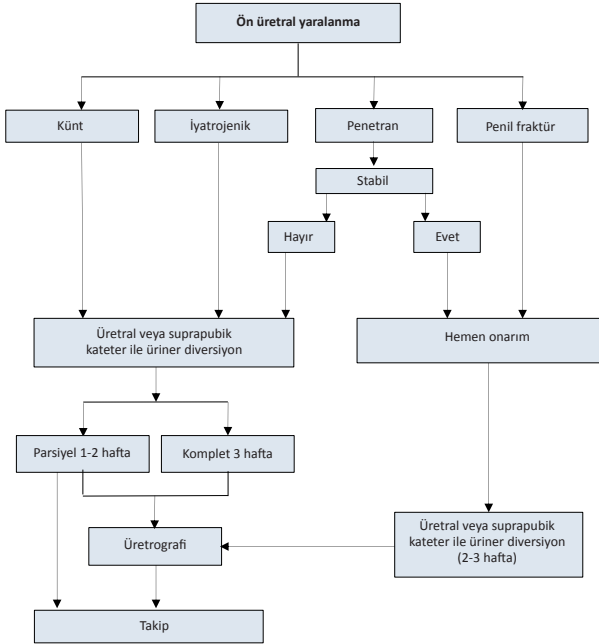 Ön üretral yaralanma
Künt
İyatrojenik
Penetran
Penil fraktür
Stabil
Hayır
Evet
Üretral veya suprapubik
kateter ile üriner diversiyon
Hemen onarım
Parsiyel 1-2 hafta
Komplet 3 hafta
Üretrografi
Üretral veya suprapubik
kateter ile üriner diversiyon
(2-3 hafta)
Takip